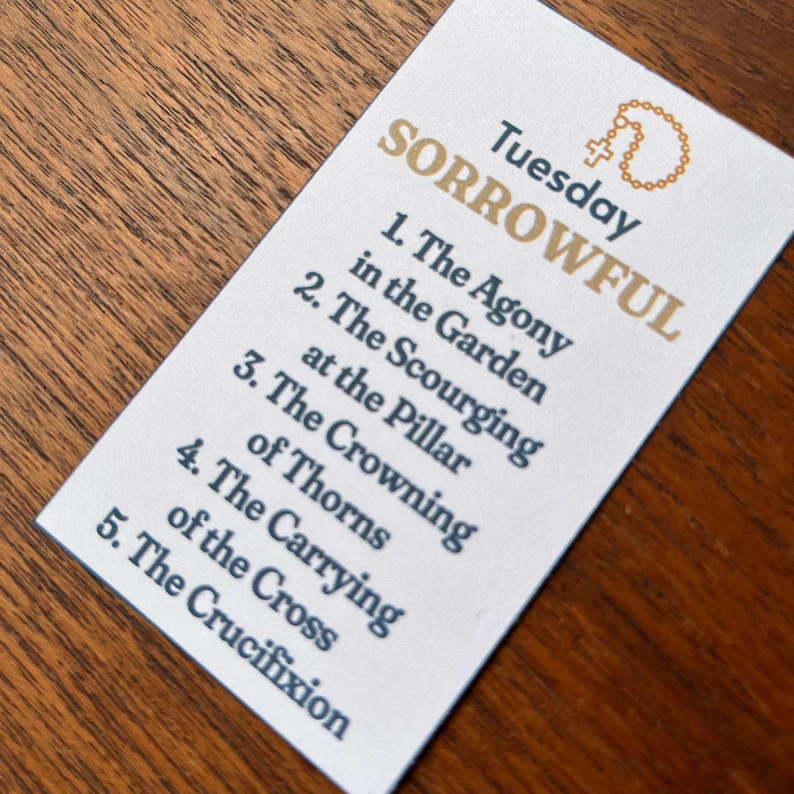 Tuesday
SORROWFUL
1. The Agony
in the Garden
2. The Scourging
at the Pillar
3. The Crowning
of Thorns
4. The Carrying
of the Cross
5. The Crucifixion